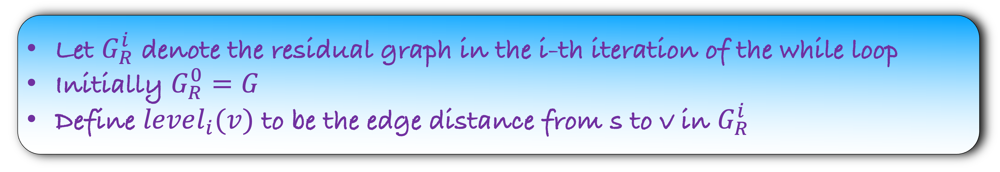 • Let $G_R^i$ denote the residual graph in the i-th iteration of the while loop
• Initially $G_R^0 = G$
• Define $level_i(v)$ to be the edge distance from s to v in $G_R^i$